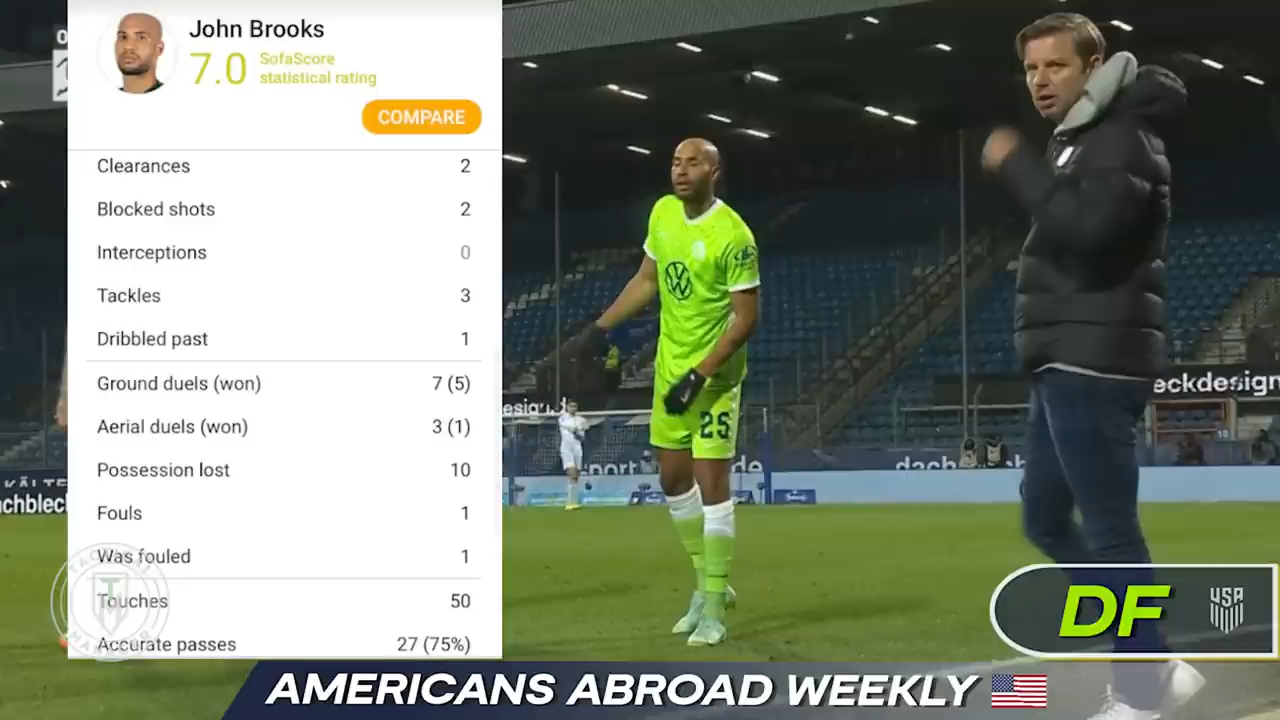 John Brooks
7.0
SofaScore
statistical rating
COMPARE
Clearances 2
Blocked shots 2
Interceptions 0
Tackles 3
Dribbled past 1
Ground duels (won) 7 (5)
Aerial duels (won) 3 (1)
Possession lost 10
Fouls 1
Was fouled 1
Touches 50
Accurate passes 27 (75%)
25
eckdesign
DF
USA
AMERICANS ABROAD WEEKLY